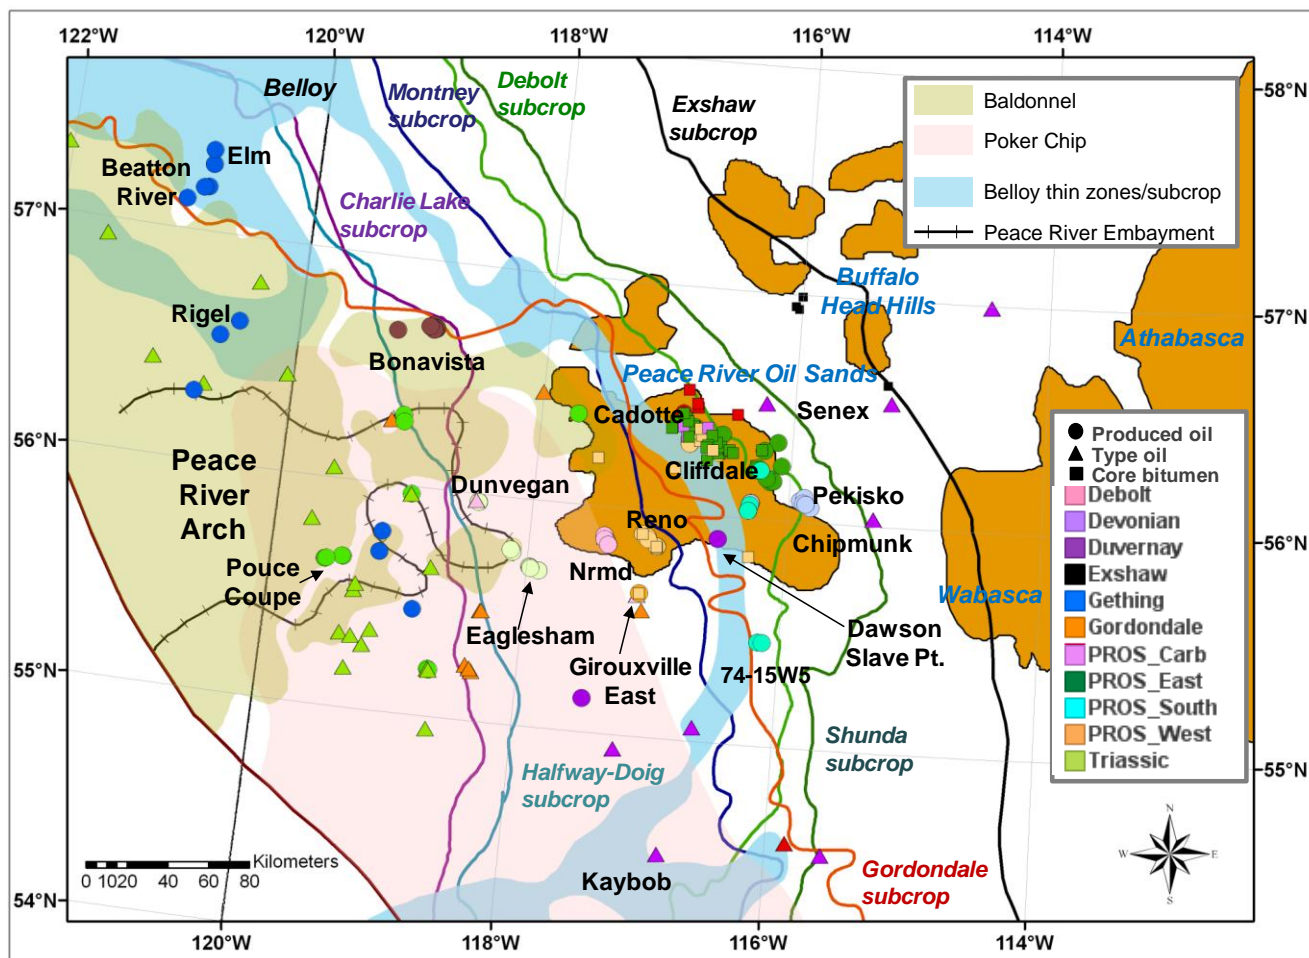 122°W
120°W
118°W
116°W
114°W
58°N
57°N
56°N
55°N
54°N
57°N
56°N
55°N
120°W
118°W
116°W
114°W
Belloy
Montney
subcrop
Debolt
subcrop
Exshaw
subcrop
Baldonnel
Poker Chip
Belloy thin zones/subcrop
Peace River Embayment
Beatton
River
Elm
Charlie Lake
subcrop
Buffalo
Head Hills
Rigel
Bonavista
Athabasca
Peace River Oil Sands
Senex
Cadotte
Cliffdale
Peace
River
Arch
Dunvegan
Reno
Pekisko
Chipmunk
Pouce
Coupe
Nrmd
Wabasca
Eaglesham
Girouxville
East
Dawson
Slave Pt.
74-15W5
Shunda
subcrop
Halfway-Doig
subcrop
Kaybob
Gordondale
subcrop
Produced oil
Type oil
Core bitumen
Debolt
Devonian
Duvernay
Exshaw
Gething
Gordondale
PROS_Carb
PROS_East
PROS_South
PROS_West
Triassic
Kilometers
0 1020 40 60 80
N
W E
S